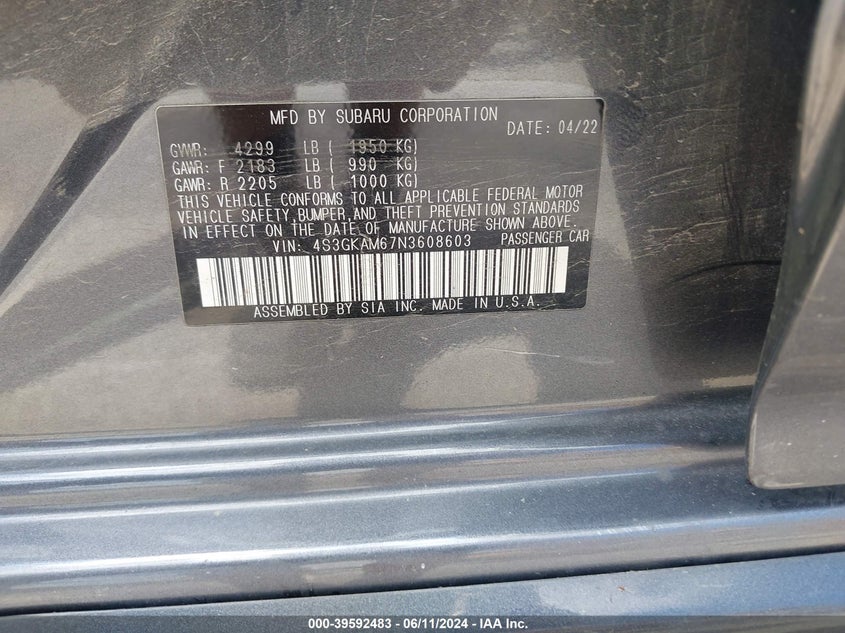 MFD BY SUBARU CORPORATION
DATE: 04/22
GVWR: 4299 LB ( 1950 KG)
GAWR: F 2183 LB ( 990 KG)
GAWR: R 2205 LB ( 1000 KG)
THIS VEHICLE CONFORMS TO ALL APPLICABLE FEDERAL MOTOR
VEHICLE SAFETY,BUMPER,AND THEFT PREVENTION STANDARDS
IN EFFECT ON THE DATE OF MANUFACTURE SHOWN ABOVE.
VIN: 4S3GKAM67N3608603 PASSENGER CAR
ASSEMBLED BY SIA INC. MADE IN U.S.A.
000-39592483 - 06/11/2024 - IAA Inc.